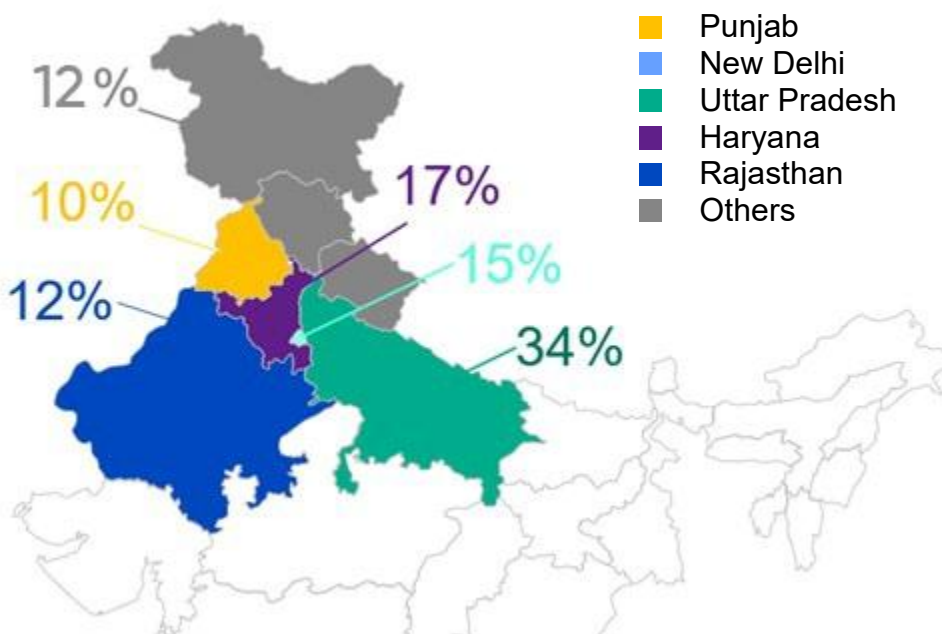 Punjab
New Delhi
Uttar Pradesh
Haryana
Rajasthan
Others
12%
10%
17%
15%
12%
34%